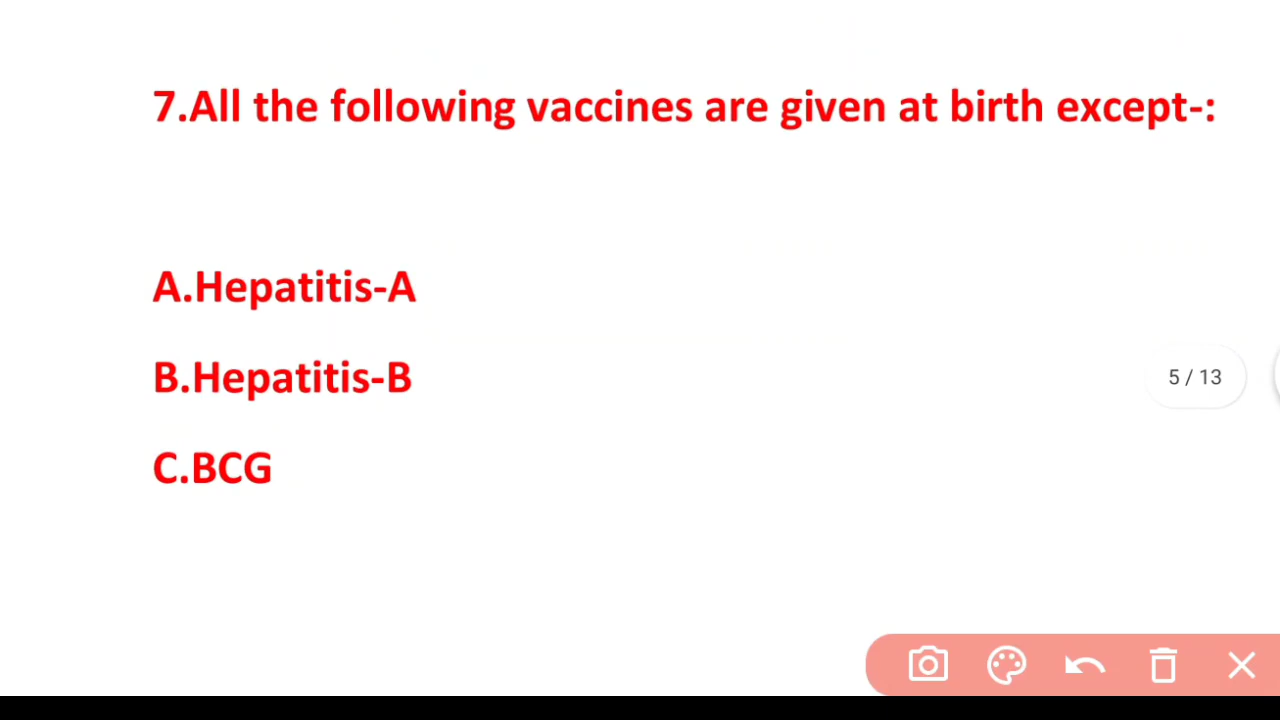 7.All the following vaccines are given at birth except-:
A.Hepatitis-A
B.Hepatitis-B
5 / 13
C.BCG